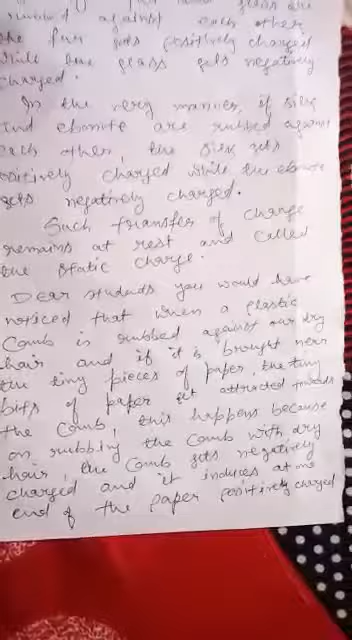 fur and glass are
rubbed against each other
the fur gets positively charged
while the glass gets negatively
charged.
In the very manner, if silk
and ebonite are rubbed against
each other, the silk gets
positively charged while the ebonite
gets negatively charged.
Such transfer of charge
remains at rest and called
the static charge.
Dear students you would have
noticed that when a plastic
Comb is rubbed against our dry
hair and if it is brought near
the tiny pieces of paper, the tiny
bits of paper get attracted towards
the Comb, this happens because
on rubbing the Comb with dry
hair, the Comb gets negatively
charged and it induces at one
end of the paper positively charged